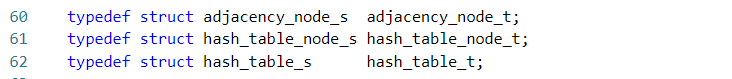 60 typedef struct adjacency_node_s  adjacency_node_t;
61 typedef struct hash_table_node_s hash_table_node_t;
62 typedef struct hash_table_s      hash_table_t;